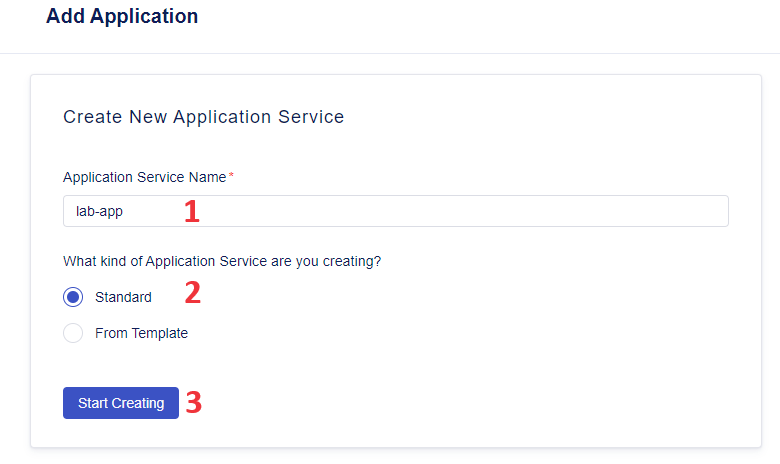 Add Application
Create New Application Service
Application Service Name*
lab-app 1
What kind of Application Service are you creating?
Standard 2
From Template
Start Creating 3